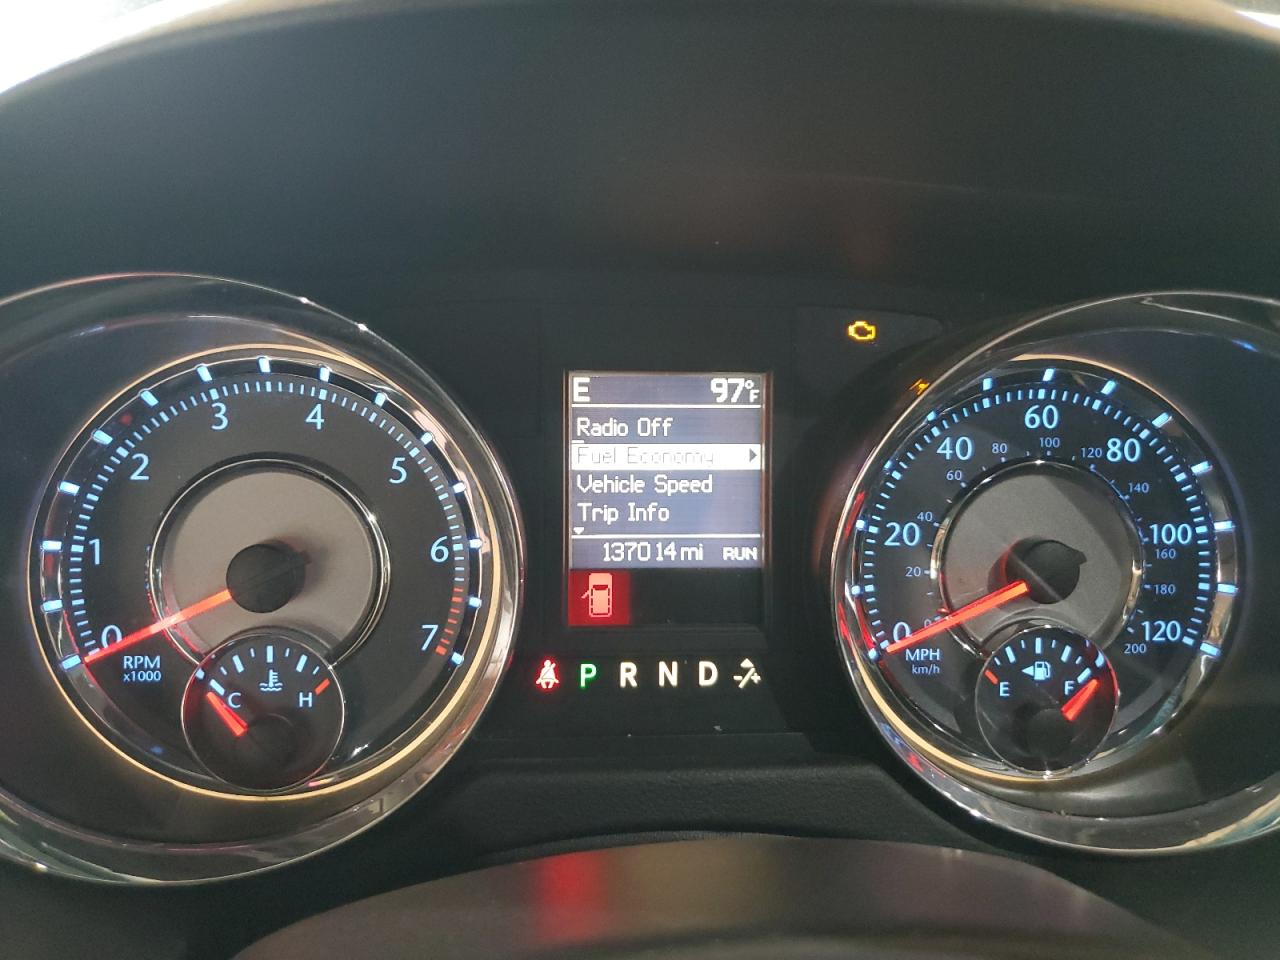 E 97°F
Radio Off
Fuel Economy
Vehicle Speed
Trip Info
137014 mi RUN
P R N D -/+
0 1 2 3 4 5 6 7
RPM
x1000
C H
0 20 40 60 80 100 120
20 40 60 80 100 120 140 160 180 200
MPH
km/h
E F